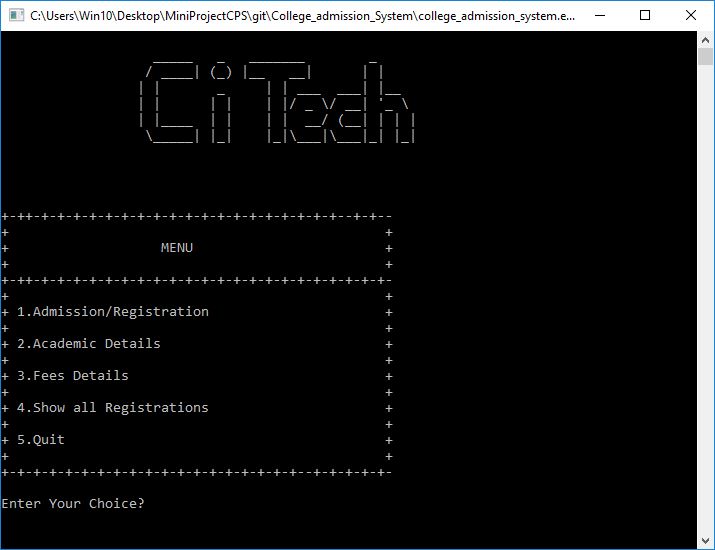 C:\Users\Win10\Desktop\MiniProjectCPS\git\College_admission_System\college_admission_system.e...
CiTech
MENU
1.Admission/Registration
2.Academic Details
3.Fees Details
4.Show all Registrations
5.Quit
Enter Your Choice?